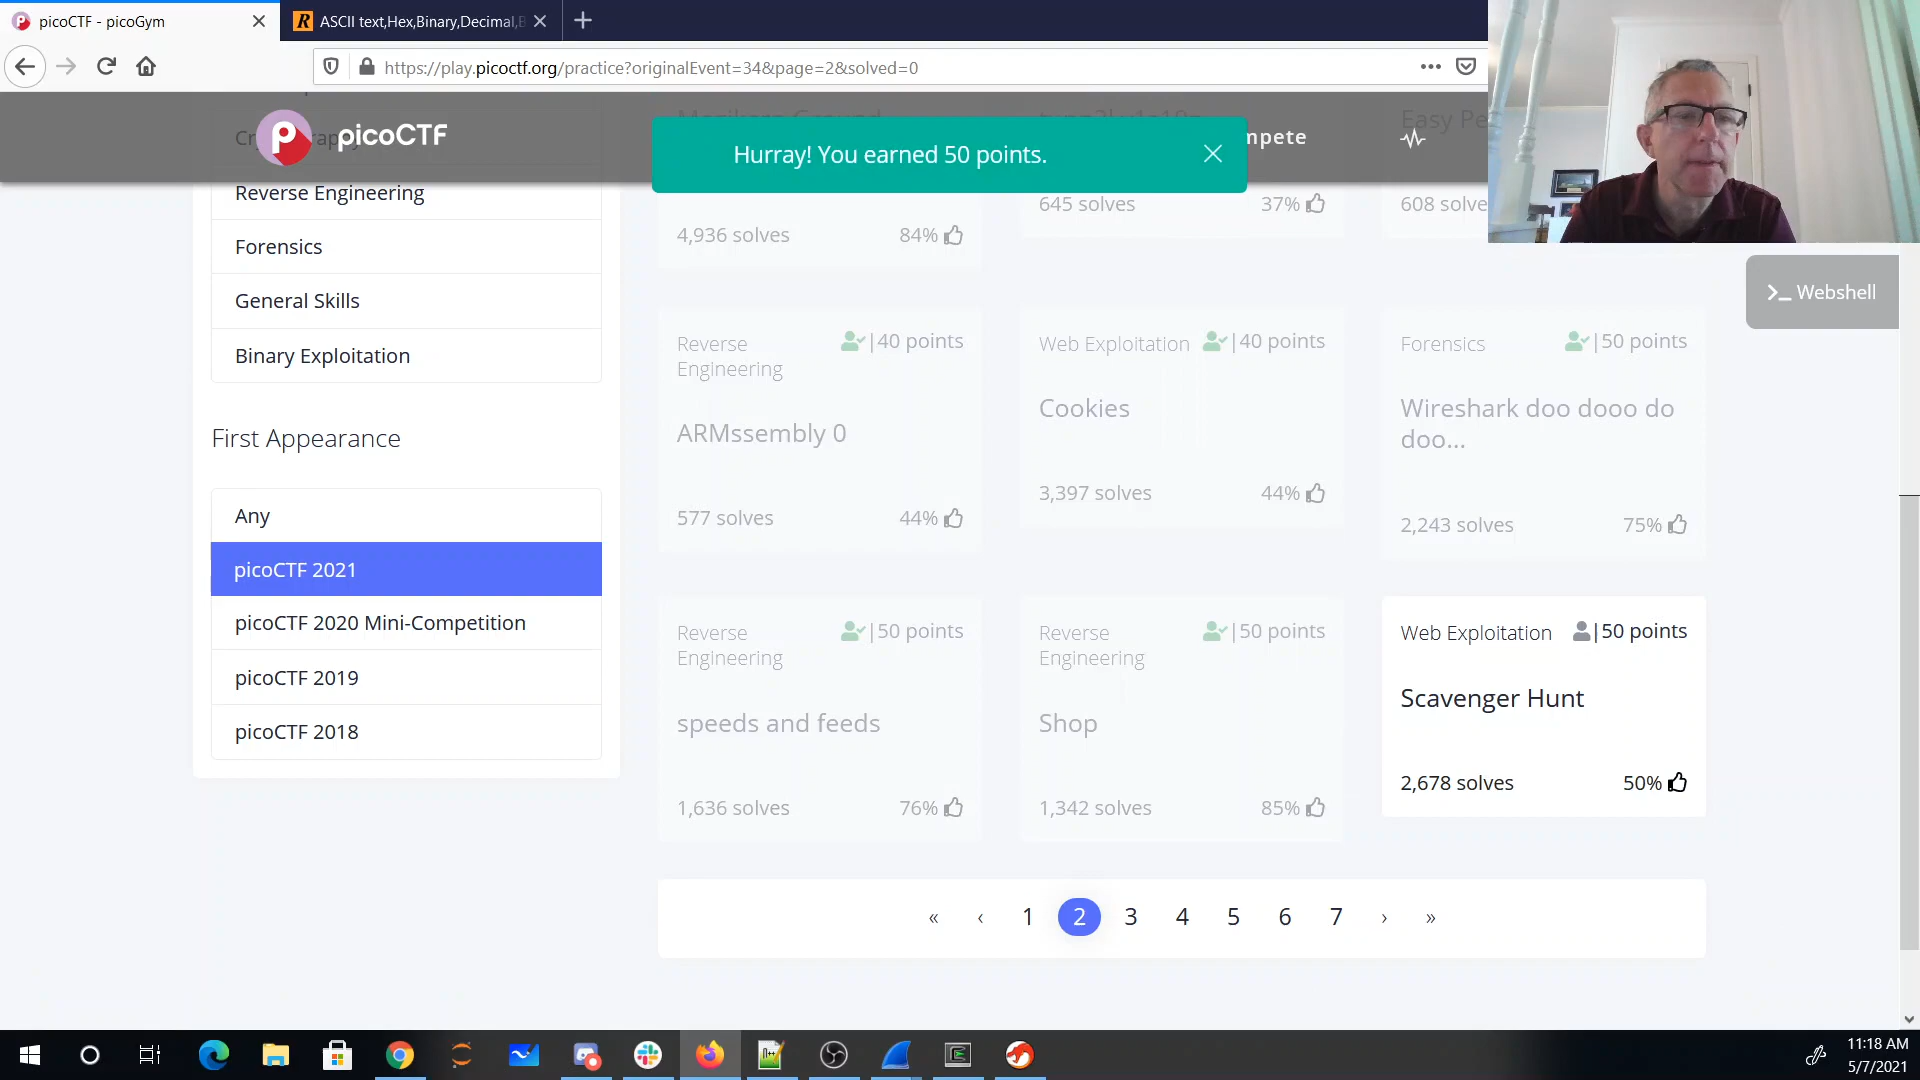 picoCTF - picoGym
ASCII text,Hex,Binary,Decimal,B
https://play.picoctf.org/practice?originalEvent=34&page=2&solved=0
picoCTF
Hurray! You earned 50 points.
mpete
Easy Pe
Reverse Engineering
Forensics
General Skills
Binary Exploitation
First Appearance
Any
picoCTF 2021
picoCTF 2020 Mini-Competition
picoCTF 2019
picoCTF 2018
4,936 solves
84%
645 solves
37%
608 solve
>_ Webshell
Reverse
Engineering
|40 points
ARMssembly 0
577 solves
44%
Web Exploitation
|40 points
Cookies
3,397 solves
44%
Forensics
|50 points
Wireshark doo dooo do
doo...
2,243 solves
75%
Reverse
Engineering
|50 points
speeds and feeds
1,636 solves
76%
Reverse
Engineering
|50 points
Shop
1,342 solves
85%
Web Exploitation
|50 points
Scavenger Hunt
2,678 solves
50%
« ‹ 1 2 3 4 5 6 7 › »
11:18 AM
5/7/2021